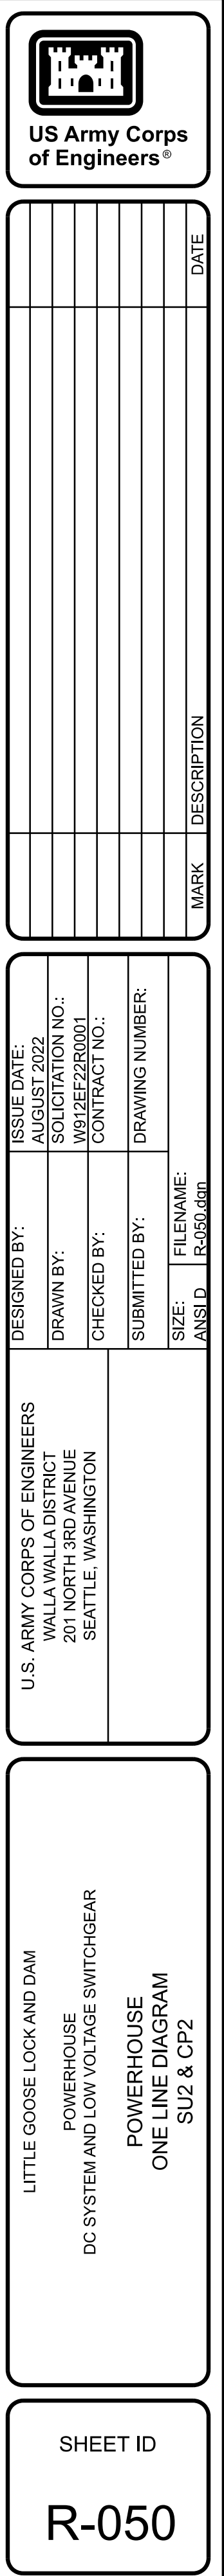 US Army Corps
of Engineers®
DATE
DESCRIPTION
MARK
ISSUE DATE:
AUGUST 2022
SOLICITATION NO.:
W912EF22R0001
CONTRACT NO.:
DRAWING NUMBER:
DESIGNED BY:
DRAWN BY:
CHECKED BY:
SUBMITTED BY:
FILENAME:
R-050.dgn
SIZE:
ANSI D
U.S. ARMY CORPS OF ENGINEERS
WALLA WALLA DISTRICT
201 NORTH 3RD AVENUE
SEATTLE, WASHINGTON
LITTLE GOOSE LOCK AND DAM
POWERHOUSE
DC SYSTEM AND LOW VOLTAGE SWITCHGEAR
POWERHOUSE
ONE LINE DIAGRAM
SU2 & CP2
SHEET ID
R-050